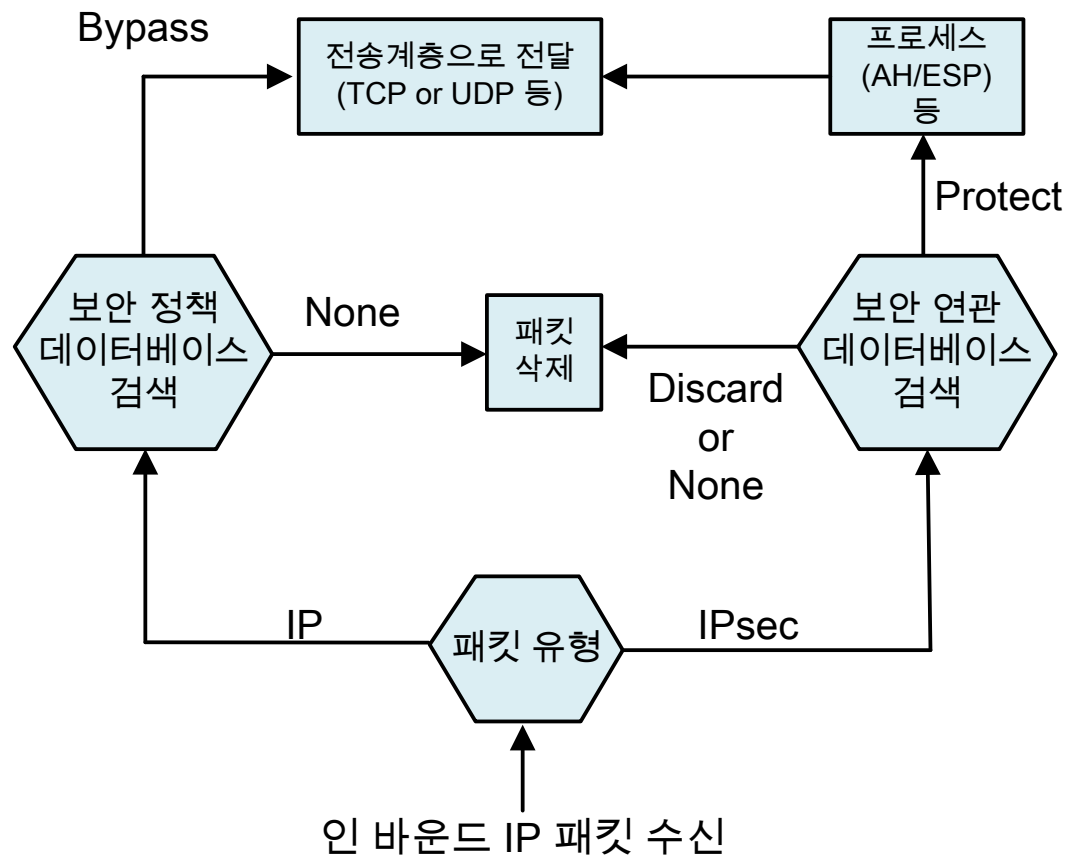 Bypass
전송계층으로 전달
(TCP or UDP 등)
프로세스
(AH/ESP)
등
Protect
보안 정책
데이터베이스
검색
None
패킷
삭제
Discard
or
None
보안 연관
데이터베이스
검색
IP
패킷 유형
IPsec
인 바운드 IP 패킷 수신